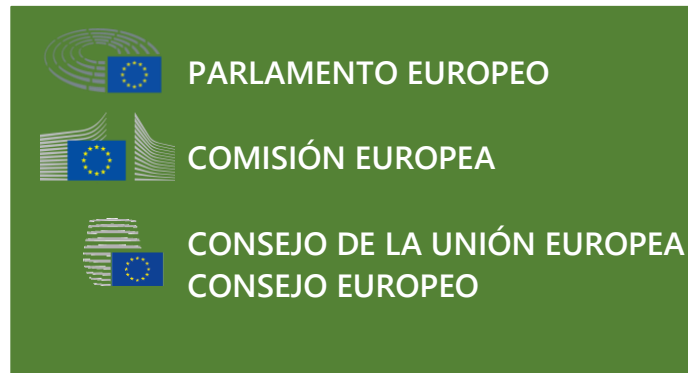 PARLAMENTO EUROPEO
COMISIÓN EUROPEA
CONSEJO DE LA UNIÓN EUROPEA
CONSEJO EUROPEO